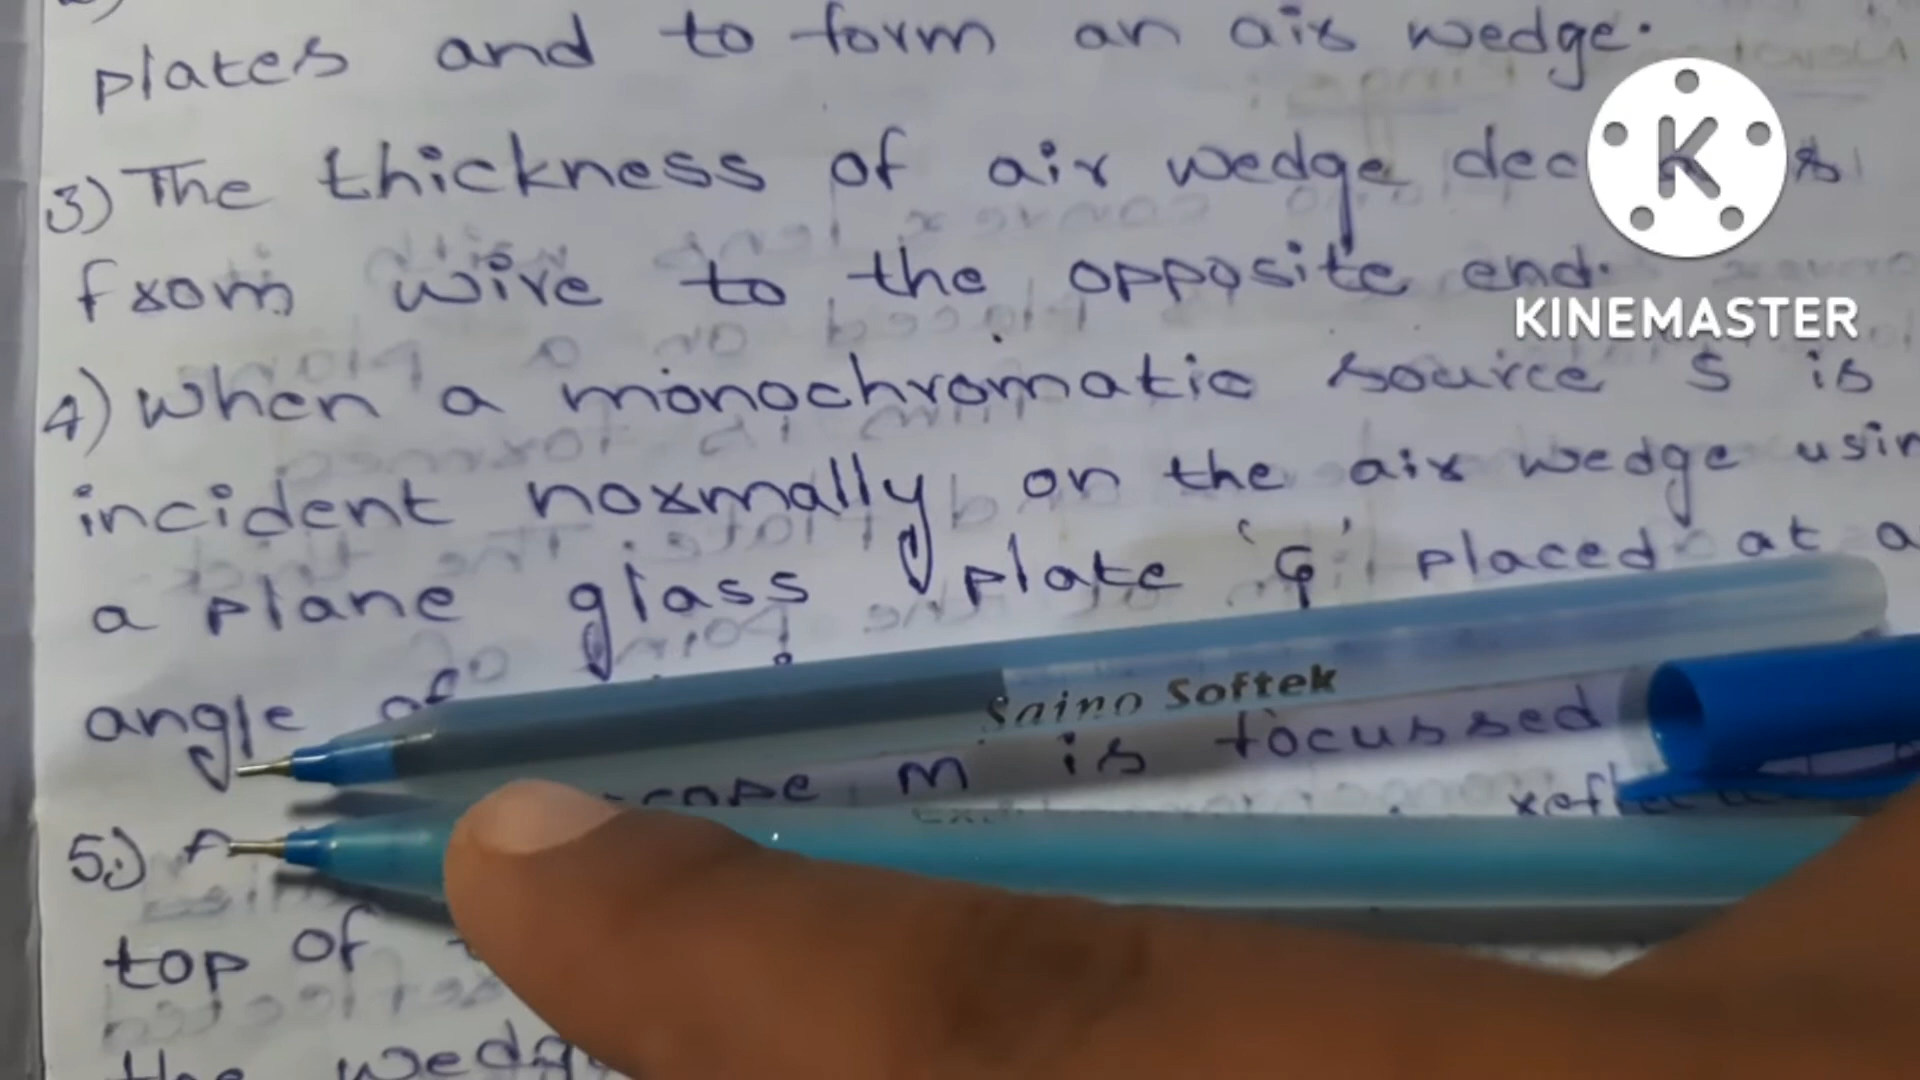 plates and to form an air wedge.
3) The thickness of air wedge
from wire to the opposite end.
4) When a monochromatic source S is
incident normally on the air wedge
a plane glass plate 'G' placed at
angle of
Saino Softek
M is focussed
5.)
top of
the
KINEMASTER